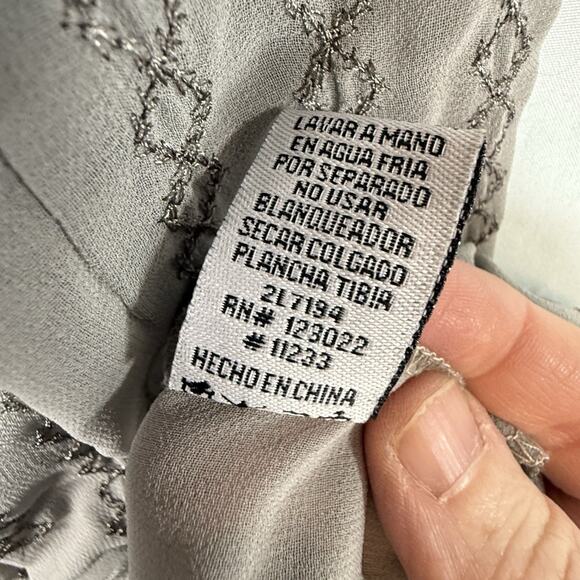 LAVAR A MANO
EN AGUA FRIA
POR SEPARADO
NO USAR
BLANQUEADOR
SECAR COLGADO
PLANCHA TIBIA
2L7194
RN# 123022
# 11233
HECHO EN CHINA